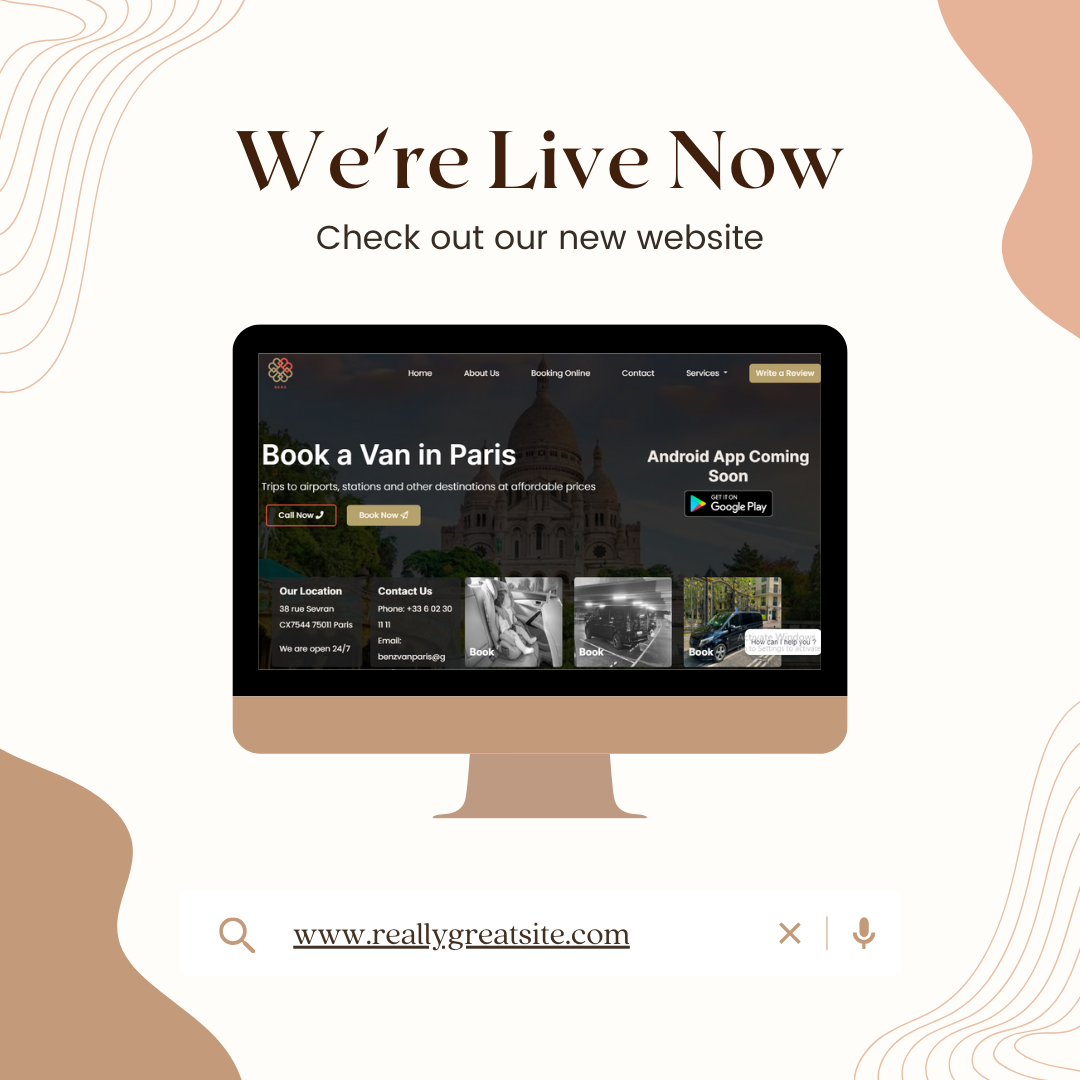 We're Live Now
Check out our new website
Home About Us Booking Online Contact Services Write a Review
Book a Van in Paris
Trips to airports, stations and other destinations at affordable prices
Call Now
Book Now
Android App Coming
Soon
GET IT ON
Google Play
Our Location
38 rue Sevran
CX7544 75011 Paris
We are open 24/7
Contact Us
Phone: +33 6 02 30
11 11
Email:
benzvanparis@g
Book
Book
Book
Activate Windows
How can I help you ?
to Settings to activate
www.reallygreatsite.com